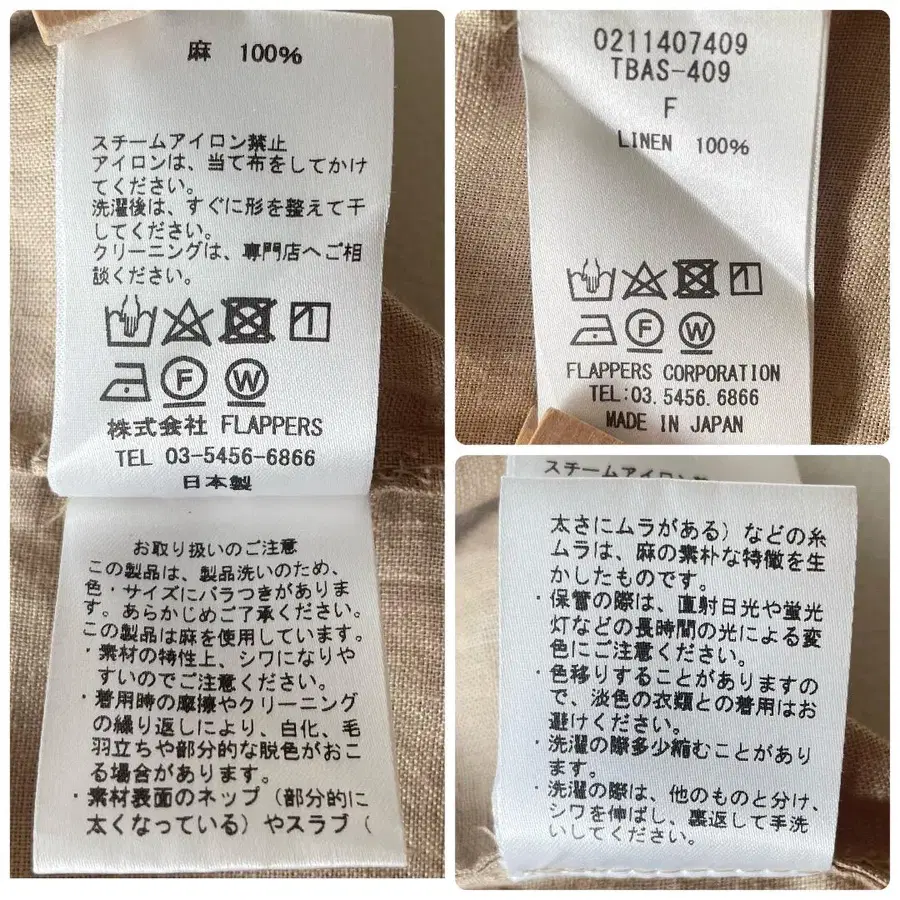 麻 100%
スチームアイロン禁止
アイロンは、当て布をしてかけ
てください。
洗濯後は、すぐに形を整えて干
してください。
クリーニングは、専門店へご相
談ください。
F
W
株式会社 FLAPPERS
TEL 03-5456-6866
日本製
お取り扱いのご注意
この製品は、製品洗いのため、
色・サイズにバラつきがありま
す。あらかじめご了承ください。
この製品は麻を使用しています。
・素材の特性上、シワになりや
すいのでご注意ください。
・着用時の摩擦やクリーニング
の繰り返しにより、白化、毛
羽立ちや部分的な脱色がおこ
る場合があります。
・素材表面のネップ(部分的に
太くなっている)やスラブ(
0211407409
TBAS-409
F
LINEN 100%
F
W
FLAPPERS CORPORATION
TEL:03.5456.6866
MADE IN JAPAN
スチームアイロン
太さにムラがある)などの糸
ムラは、麻の素朴な特徴を生
かしたものです。
・保管の際は、直射日光や蛍光
灯などの長時間の光による変
色にご注意ください。
・色移りすることがありますの
で、淡色の衣類との着用はお
避けください。
・洗濯の際多少縮むことがあり
ます。
・洗濯の際は、他のものと分け、
シワを伸ばし、裏返して手洗
いしてください。